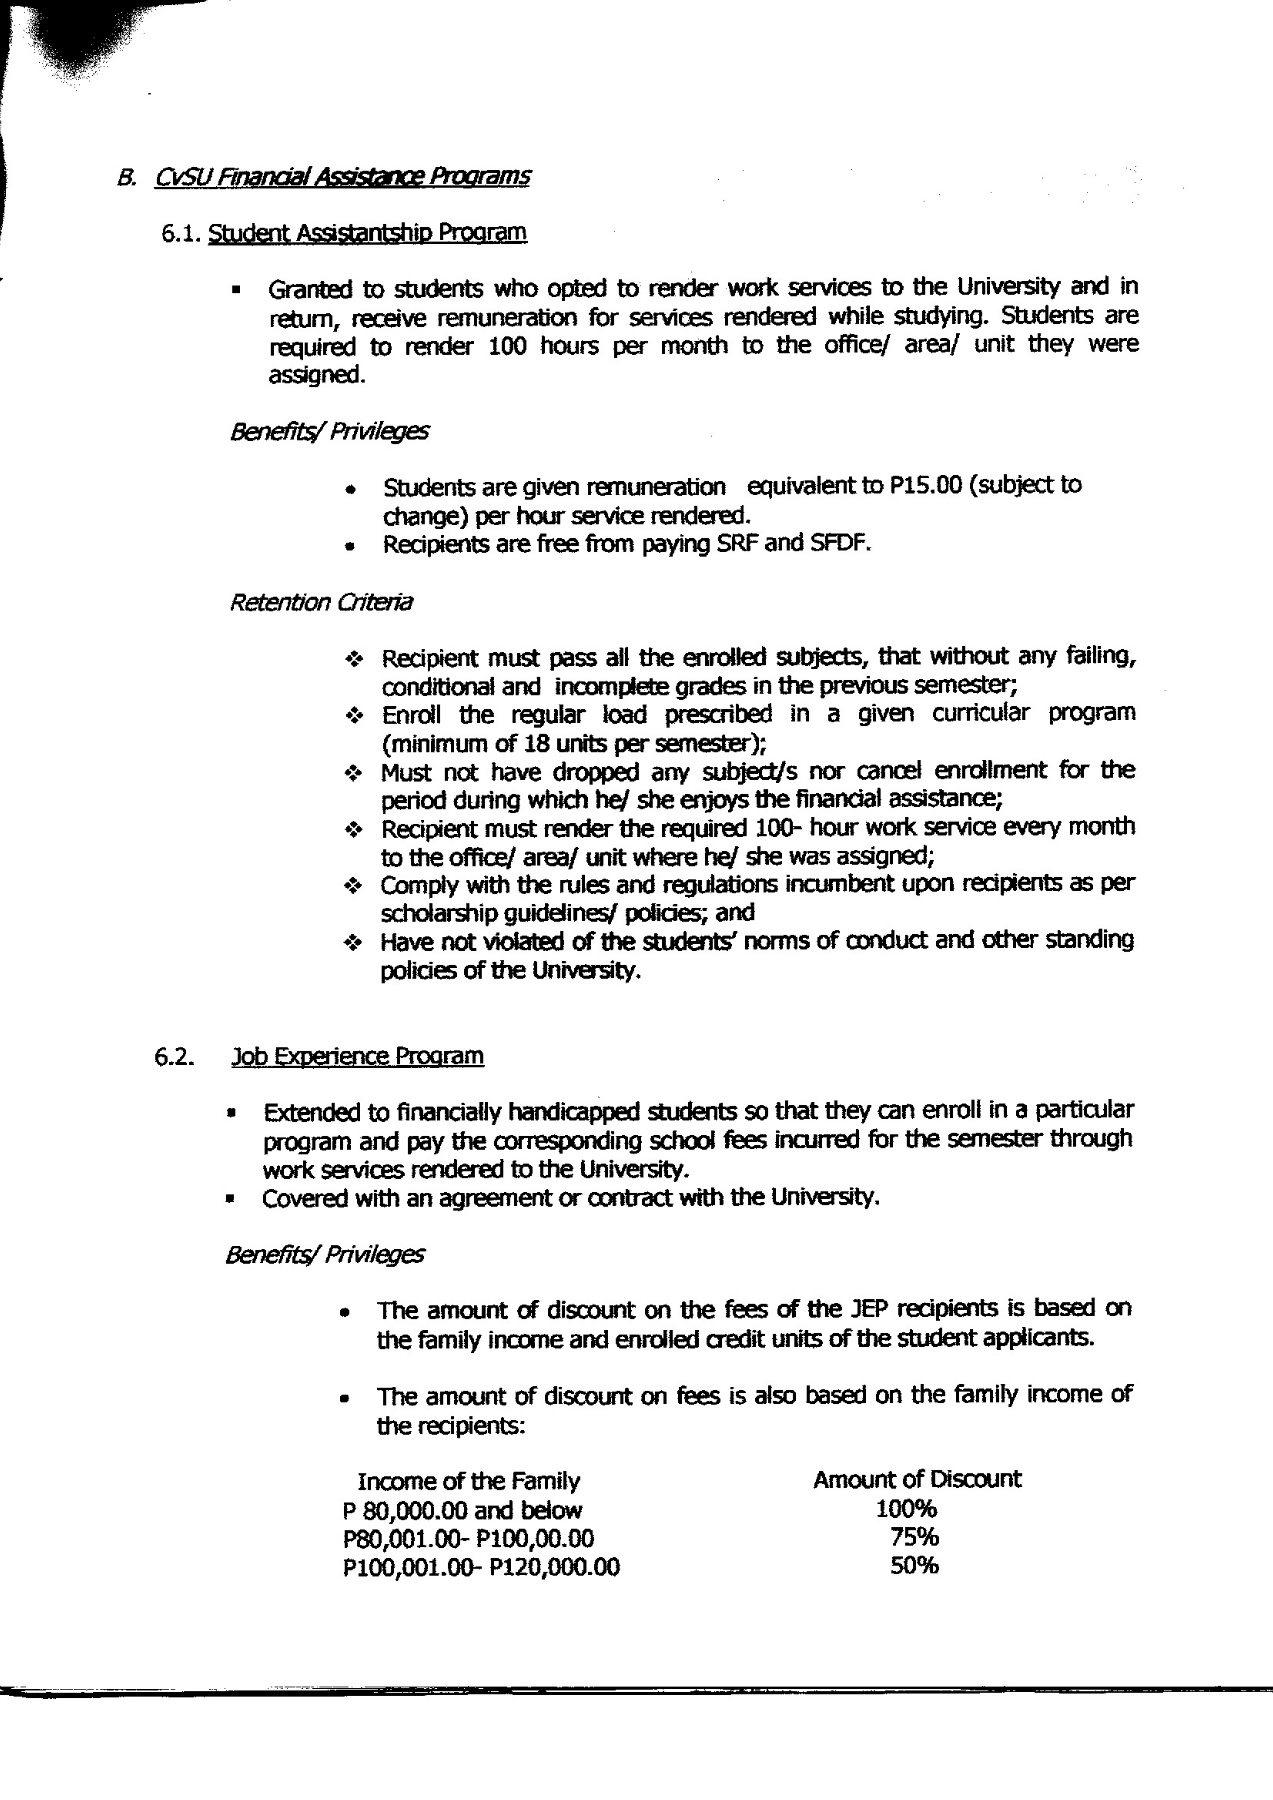 B. CvSU Financial Assistance Programs
6.1. Student Assistantship Program
▪ Granted to students who opted to render work services to the University and in
return, receive remuneration for services rendered while studying. Students are
required to render 100 hours per month to the office/ area/ unit they were
assigned.
Benefits/ Privileges
• Students are given remuneration equivalent to P15.00 (subject to
change) per hour service rendered.
• Recipients are free from paying SRF and SFDF.
Retention Criteria
❖ Recipient must pass all the enrolled subjects, that without any failing,
conditional and incomplete grades in the previous semester;
❖ Enroll the regular load prescribed in a given curricular program
(minimum of 18 units per semester);
❖ Must not have dropped any subject/s nor cancel enrollment for the
period during which he/ she enjoys the financial assistance;
❖ Recipient must render the required 100- hour work service every month
to the office/ area/ unit where he/ she was assigned;
❖ Comply with the rules and regulations incumbent upon recipients as per
scholarship guidelines/ policies; and
❖ Have not violated of the students' norms of conduct and other standing
policies of the University.
6.2. Job Experience Program
▪ Extended to financially handicapped students so that they can enroll in a particular
program and pay the corresponding school fees incurred for the semester through
work services rendered to the University.
▪ Covered with an agreement or contract with the University.
Benefits/ Privileges
• The amount of discount on the fees of the JEP recipients is based on
the family income and enrolled credit units of the student applicants.
• The amount of discount on fees is also based on the family income of
the recipients:
Income of the Family Amount of Discount
P 80,000.00 and below 100%
P80,001.00- P100,00.00 75%
P100,001.00- P120,000.00 50%